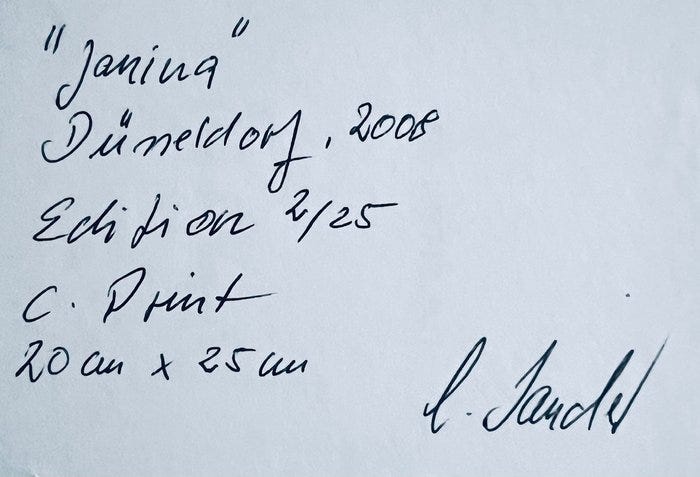 "Janina"
Düsseldorf, 2008
Edition 2/25
C. Print
20 cm x 25 cm